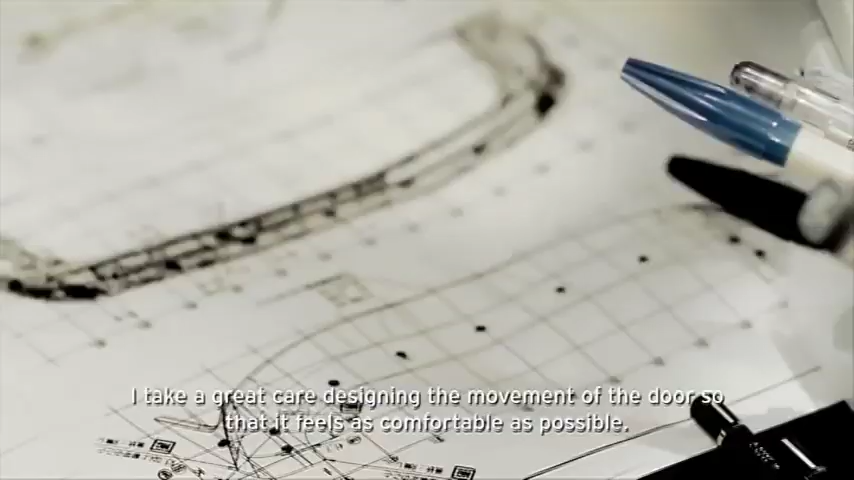 I take a great care designing the movement of the door so
that it feels as comfortable as possible.